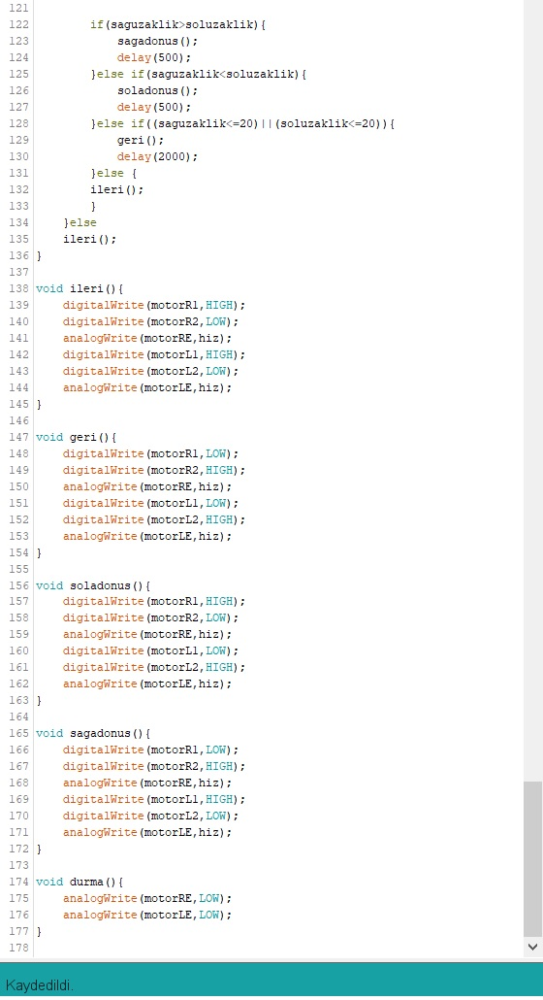 121
122         if(saguzaklik>soluzaklik){
123             sagadonus();
124             delay(500);
125         }else if(saguzaklik<soluzaklik){
126             soladonus();
127             delay(500);
128         }else if((saguzaklik<=20)||(soluzaklik<=20)){
129             geri();
130             delay(2000);
131         }else {
132         ileri();
133         }
134     }else
135     ileri();
136 }
137
138 void ileri(){
139     digitalWrite(motorR1,HIGH);
140     digitalWrite(motorR2,LOW);
141     analogWrite(motorRE,hiz);
142     digitalWrite(motorL1,HIGH);
143     digitalWrite(motorL2,LOW);
144     analogWrite(motorLE,hiz);
145 }
146
147 void geri(){
148     digitalWrite(motorR1,LOW);
149     digitalWrite(motorR2,HIGH);
150     analogWrite(motorRE,hiz);
151     digitalWrite(motorL1,LOW);
152     digitalWrite(motorL2,HIGH);
153     analogWrite(motorLE,hiz);
154 }
155
156 void soladonus(){
157     digitalWrite(motorR1,HIGH);
158     digitalWrite(motorR2,LOW);
159     analogWrite(motorRE,hiz);
160     digitalWrite(motorL1,LOW);
161     digitalWrite(motorL2,HIGH);
162     analogWrite(motorLE,hiz);
163 }
164
165 void sagadonus(){
166     digitalWrite(motorR1,LOW);
167     digitalWrite(motorR2,HIGH);
168     analogWrite(motorRE,hiz);
169     digitalWrite(motorL1,HIGH);
170     digitalWrite(motorL2,LOW);
171     analogWrite(motorLE,hiz);
172 }
173
174 void durma(){
175     analogWrite(motorRE,LOW);
176     analogWrite(motorLE,LOW);
177 }
178
Kaydedildi.